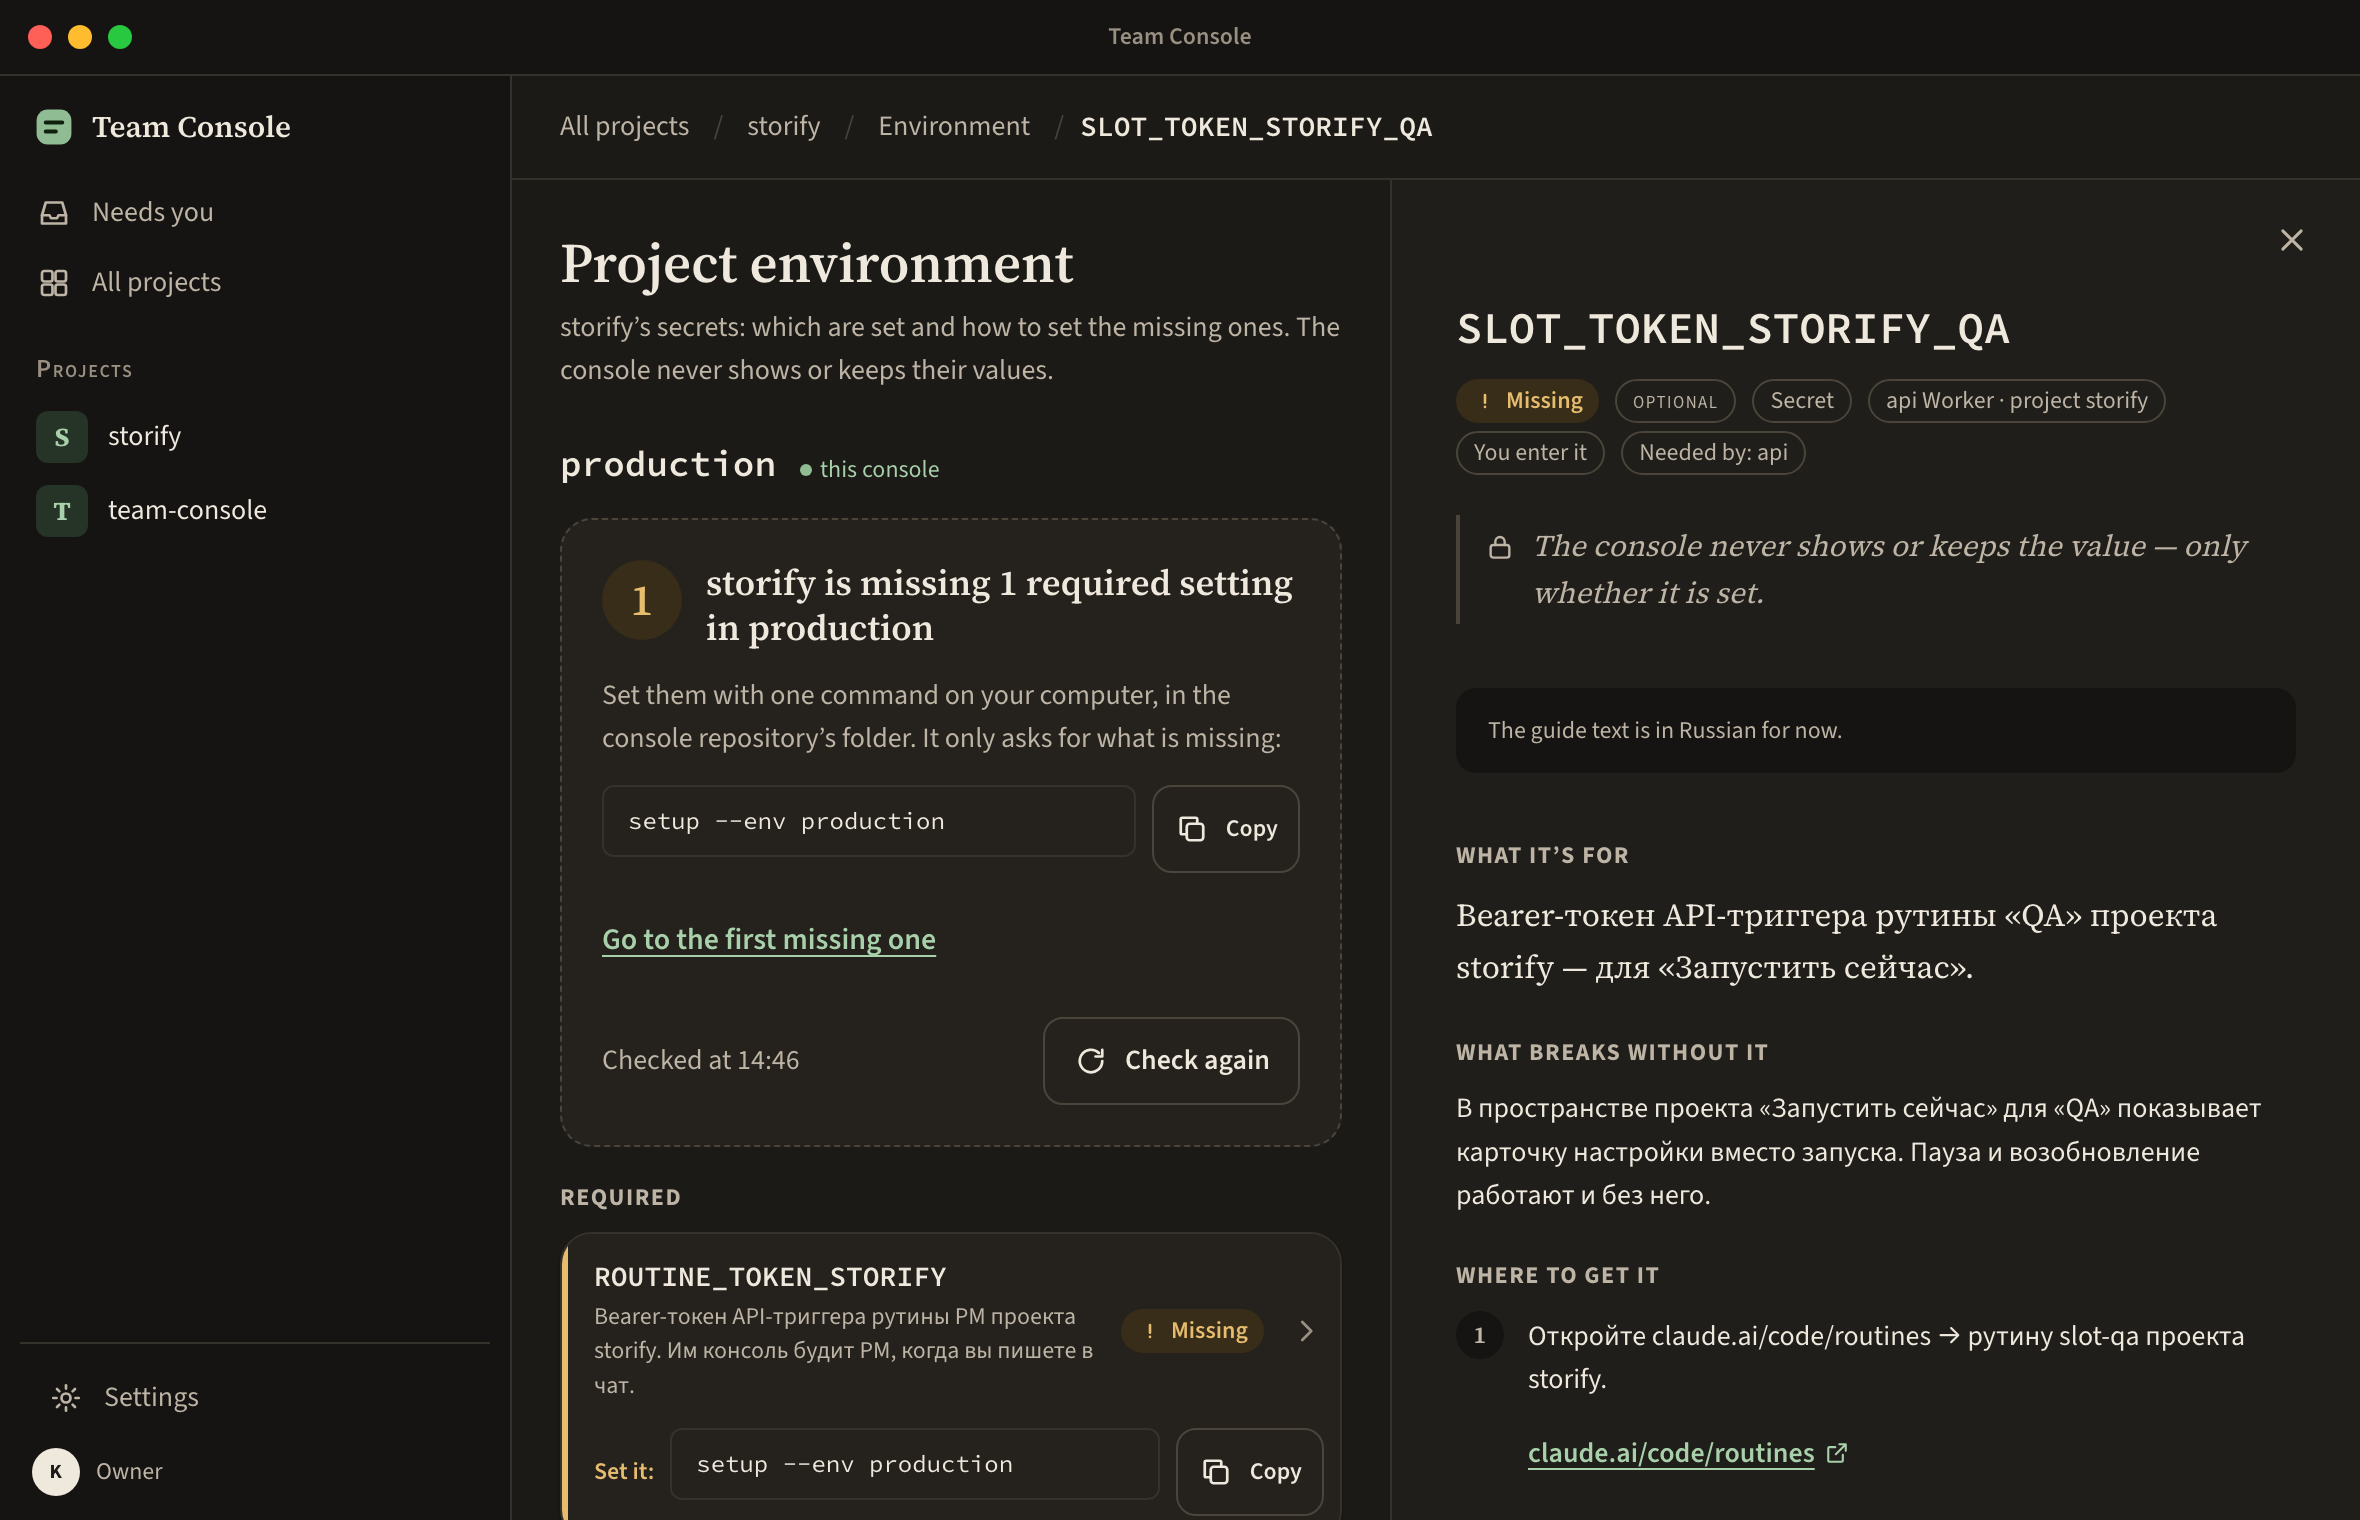 Team Console
Team Console
Needs you
All projects
Projects
S storify
T team-console
Settings
K Owner
All projects / storify / Environment / SLOT_TOKEN_STORIFY_QA
Project environment
storify’s secrets: which are set and how to set the missing ones. The
console never shows or keeps their values.
production this console
1 storify is missing 1 required setting
in production
Set them with one command on your computer, in the
console repository’s folder. It only asks for what is missing:
setup --env production Copy
Go to the first missing one
Checked at 14:46 Check again
REQUIRED
ROUTINE_TOKEN_STORIFY
Bearer-токен API-триггера рутины PM проекта
storify. Им консоль будит PM, когда вы пишете в
чат.
! Missing
Set it: setup --env production Copy
SLOT_TOKEN_STORIFY_QA
! Missing OPTIONAL Secret api Worker · project storify
You enter it Needed by: api
The console never shows or keeps the value — only
whether it is set.
The guide text is in Russian for now.
WHAT IT’S FOR
Bearer-токен API-триггера рутины «QA» проекта
storify — для «Запустить сейчас».
WHAT BREAKS WITHOUT IT
В пространстве проекта «Запустить сейчас» для «QA» показывает
карточку настройки вместо запуска. Пауза и возобновление
работают и без него.
WHERE TO GET IT
1 Откройте claude.ai/code/routines → рутину slot-qa проекта
storify.
claude.ai/code/routines